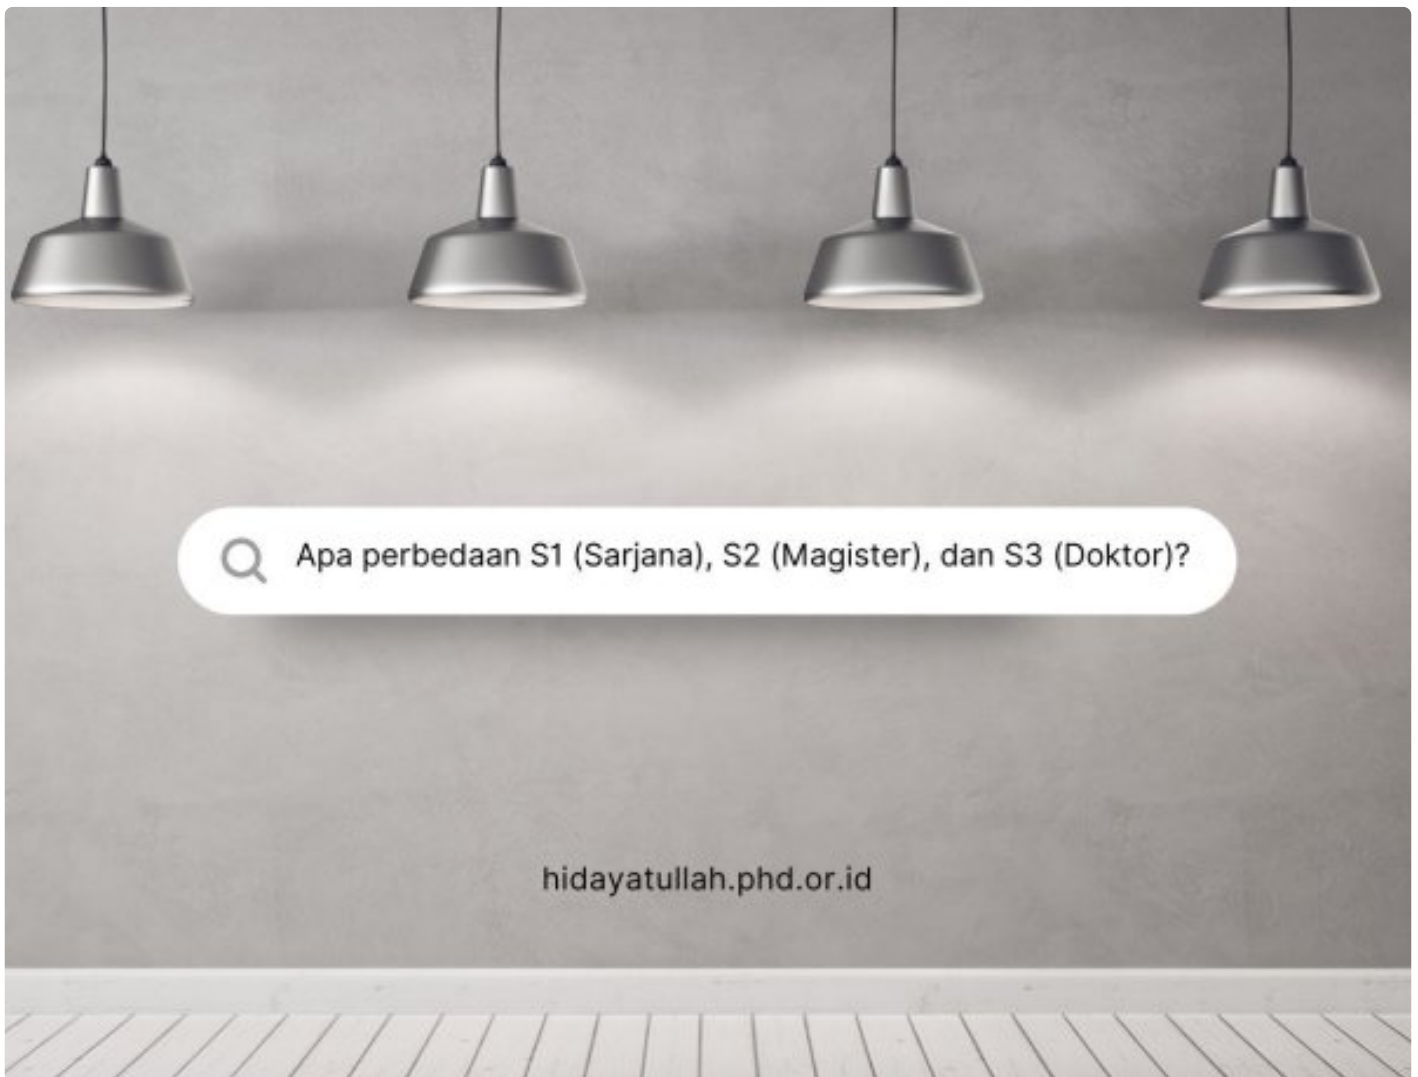 Apa perbedaan S1 (Sarjana), S2 (Magister), dan S3 (Doktor)?
hidayatullah.phd.or.id